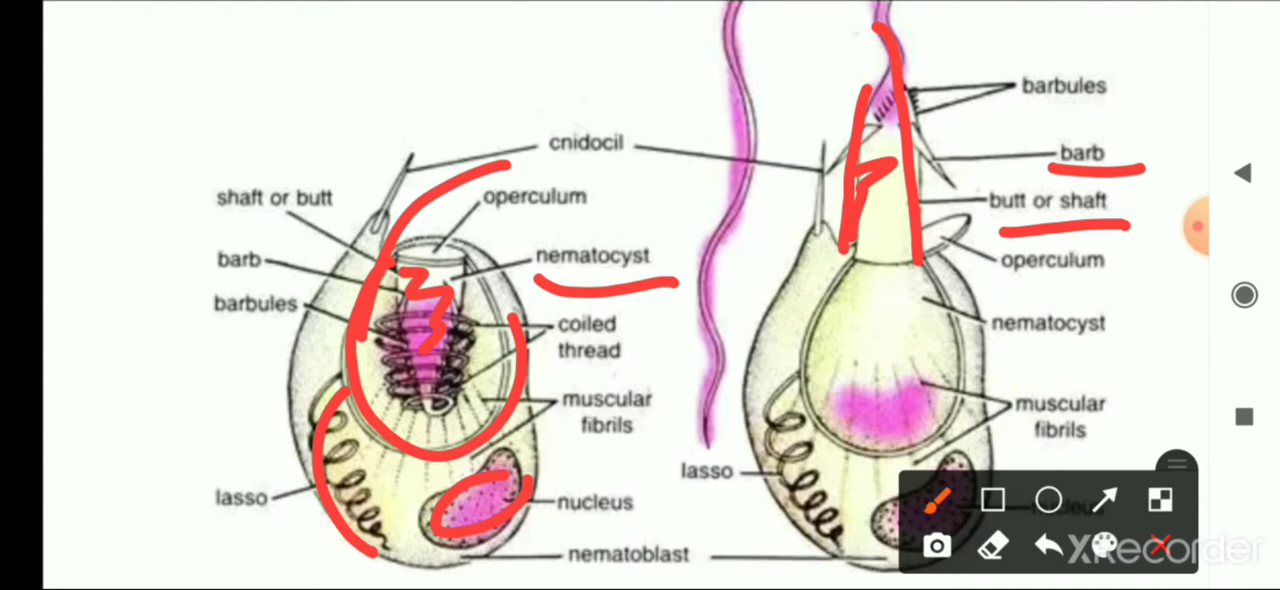 barbules
cnidocil
barb
shaft or butt
operculum
butt or shaft
barb
nematocyst
operculum
barbules
coiled
thread
nematocyst
muscular
fibrils
muscular
fibrils
lasso
lasso
nucleus
nucleus
nematoblast
XRecorder